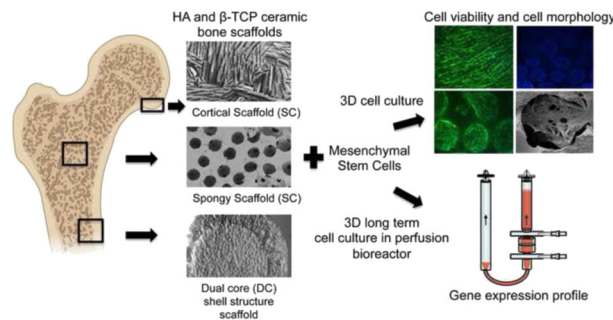 HA and β-TCP ceramic
bone scaffolds
Cortical Scaffold (SC)
Spongy Scaffold (SC)
Dual core (DC)
shell structure
scaffold
3D cell culture
Mesenchymal
Stem Cells
3D long term
cell culture in perfusion
bioreactor
Cell viability and cell morphology
Gene expression profile